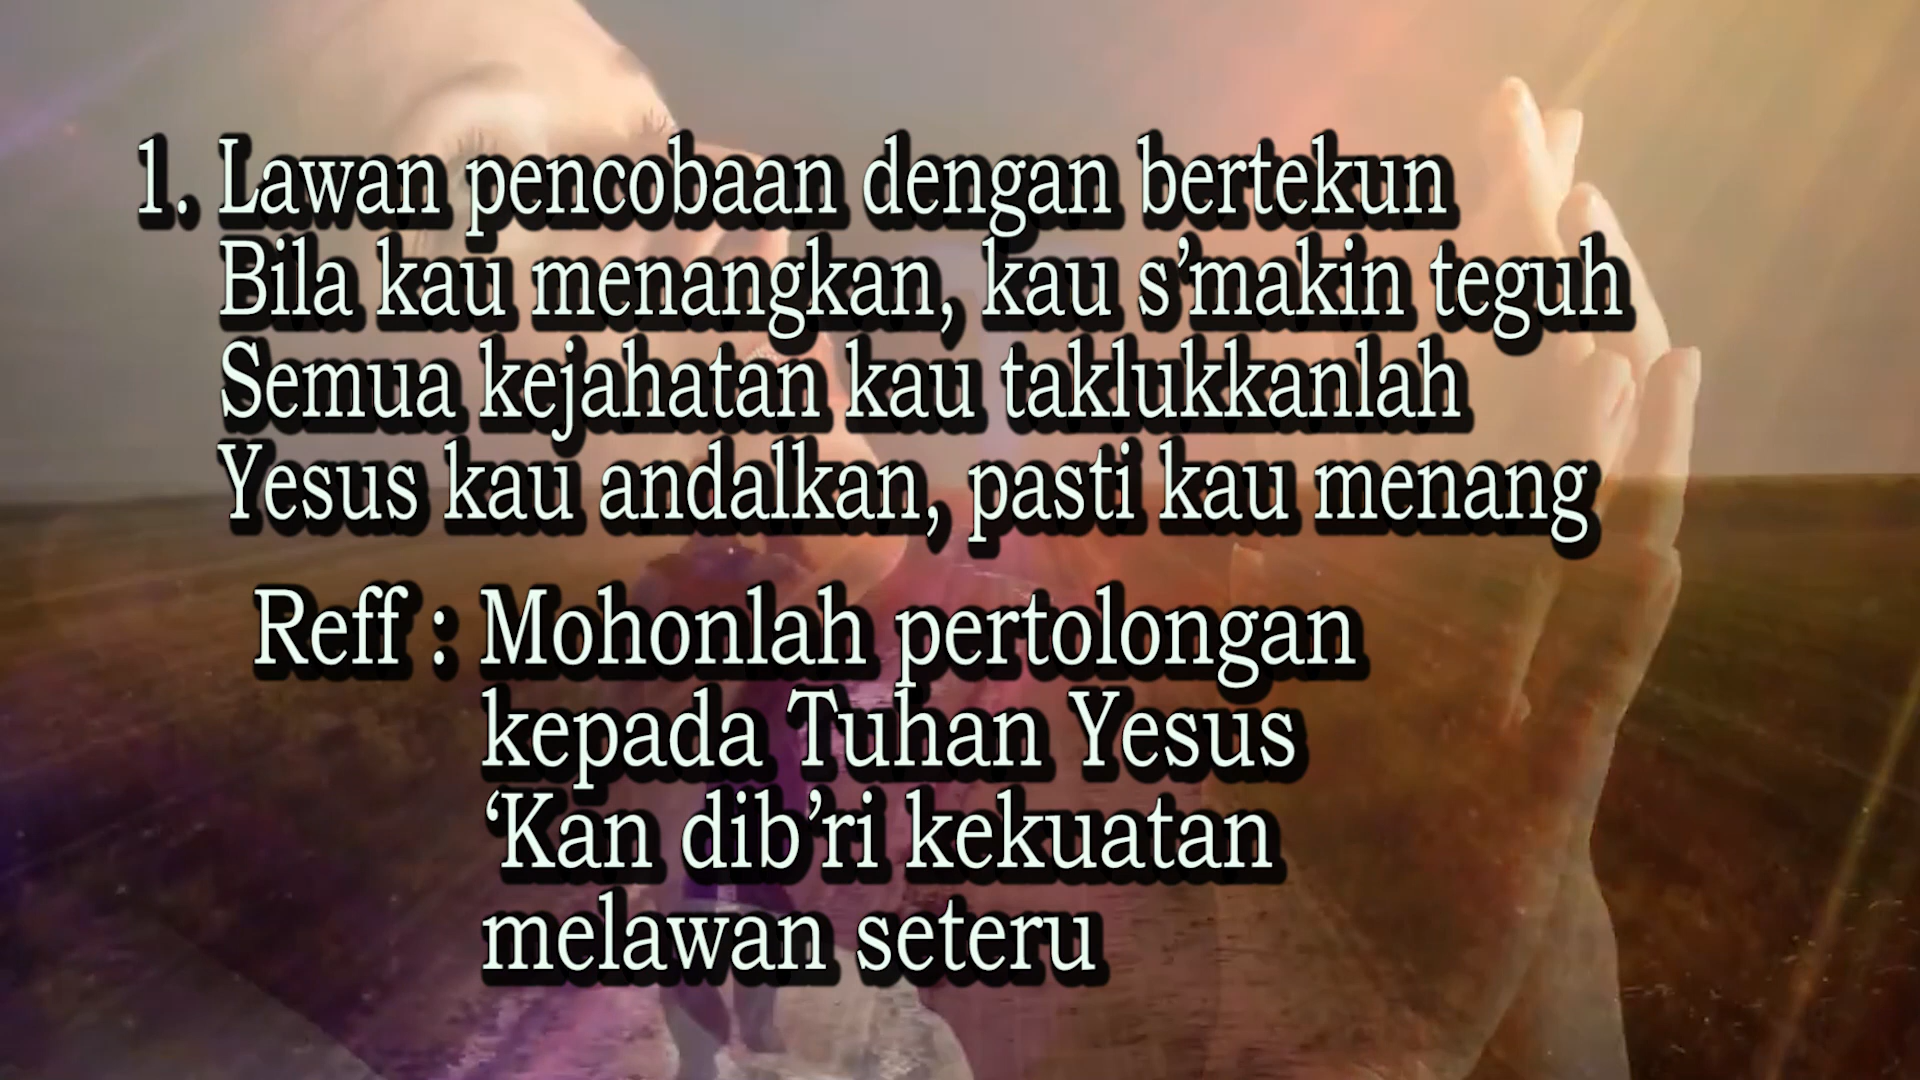 1. Lawan pencobaan dengan bertekun
Bila kau menangkan, kau s’makin teguh
Semua kejahatan kau taklukkanlah
Yesus kau andalkan, pasti kau menang
Reff : Mohonlah pertolongan
kepada Tuhan Yesus
‘Kan dib’ri kekuatan
melawan seteru